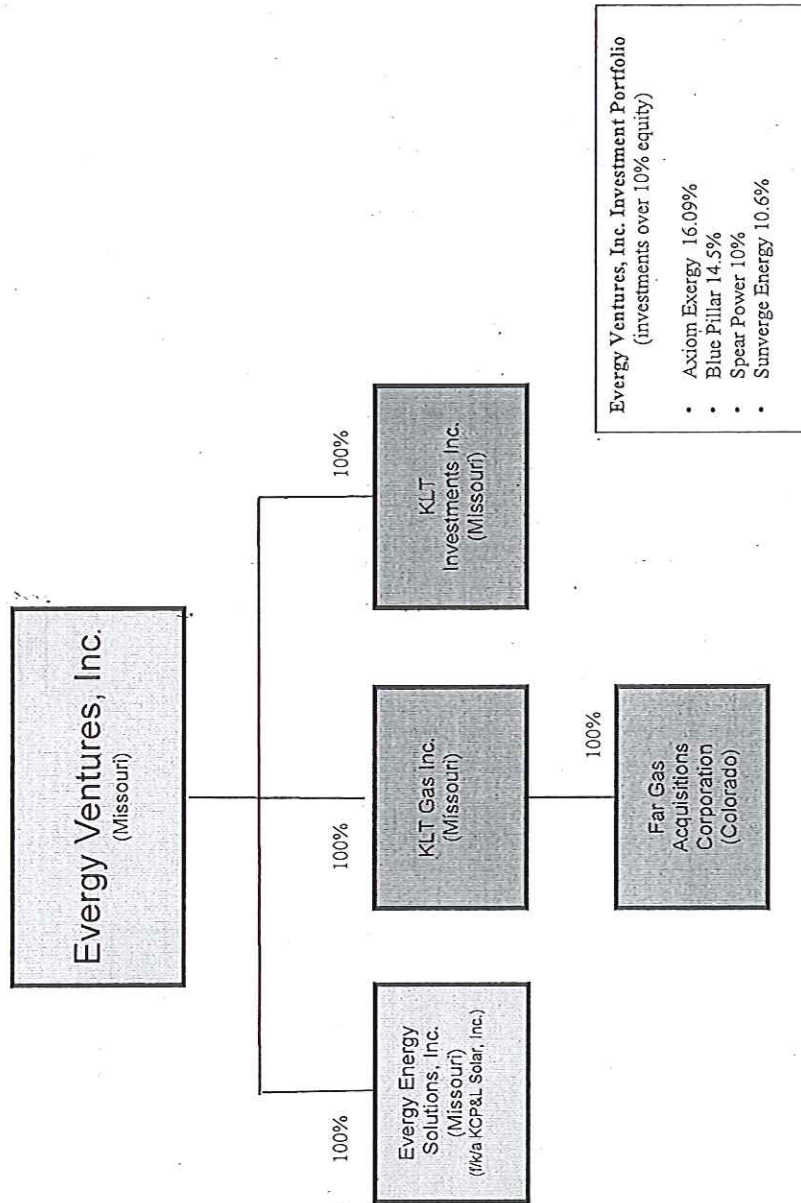 Evergy Ventures, Inc.
(Missouri)
100%
100%
100%
Evergy Energy
Solutions, Inc.
(Missouri)
(f/k/a KCP&L Solar, Inc.)
KLT Gas Inc.
(Missouri)
KLT
Investments Inc.
(Missouri)
100%
Far Gas
Acquisitions
Corporation
(Colorado)
Evergy Ventures, Inc. Investment Portfolio
(investments over 10% equity)
• Axiom Exergy 16.09%
• Blue Pillar 14.5%
• Spear Power 10%
• Sunverge Energy 10.6%